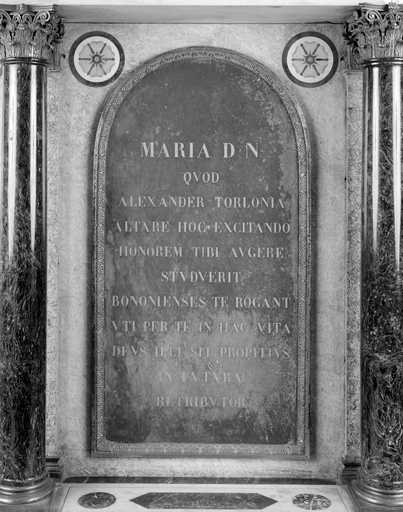 MARIA D·N·
QVOD
ALEXANDER TORLONIA
ALTARE HOC EXCITANDO
HONOREM TIBI AVGERE
STVDVERIT
BONONIENSES TE ROGANT
VTI PER TE IN HAC VITA
DEVS ILLI SIT PROPITIVS
IN FVTVRA
RETRIBVTOR